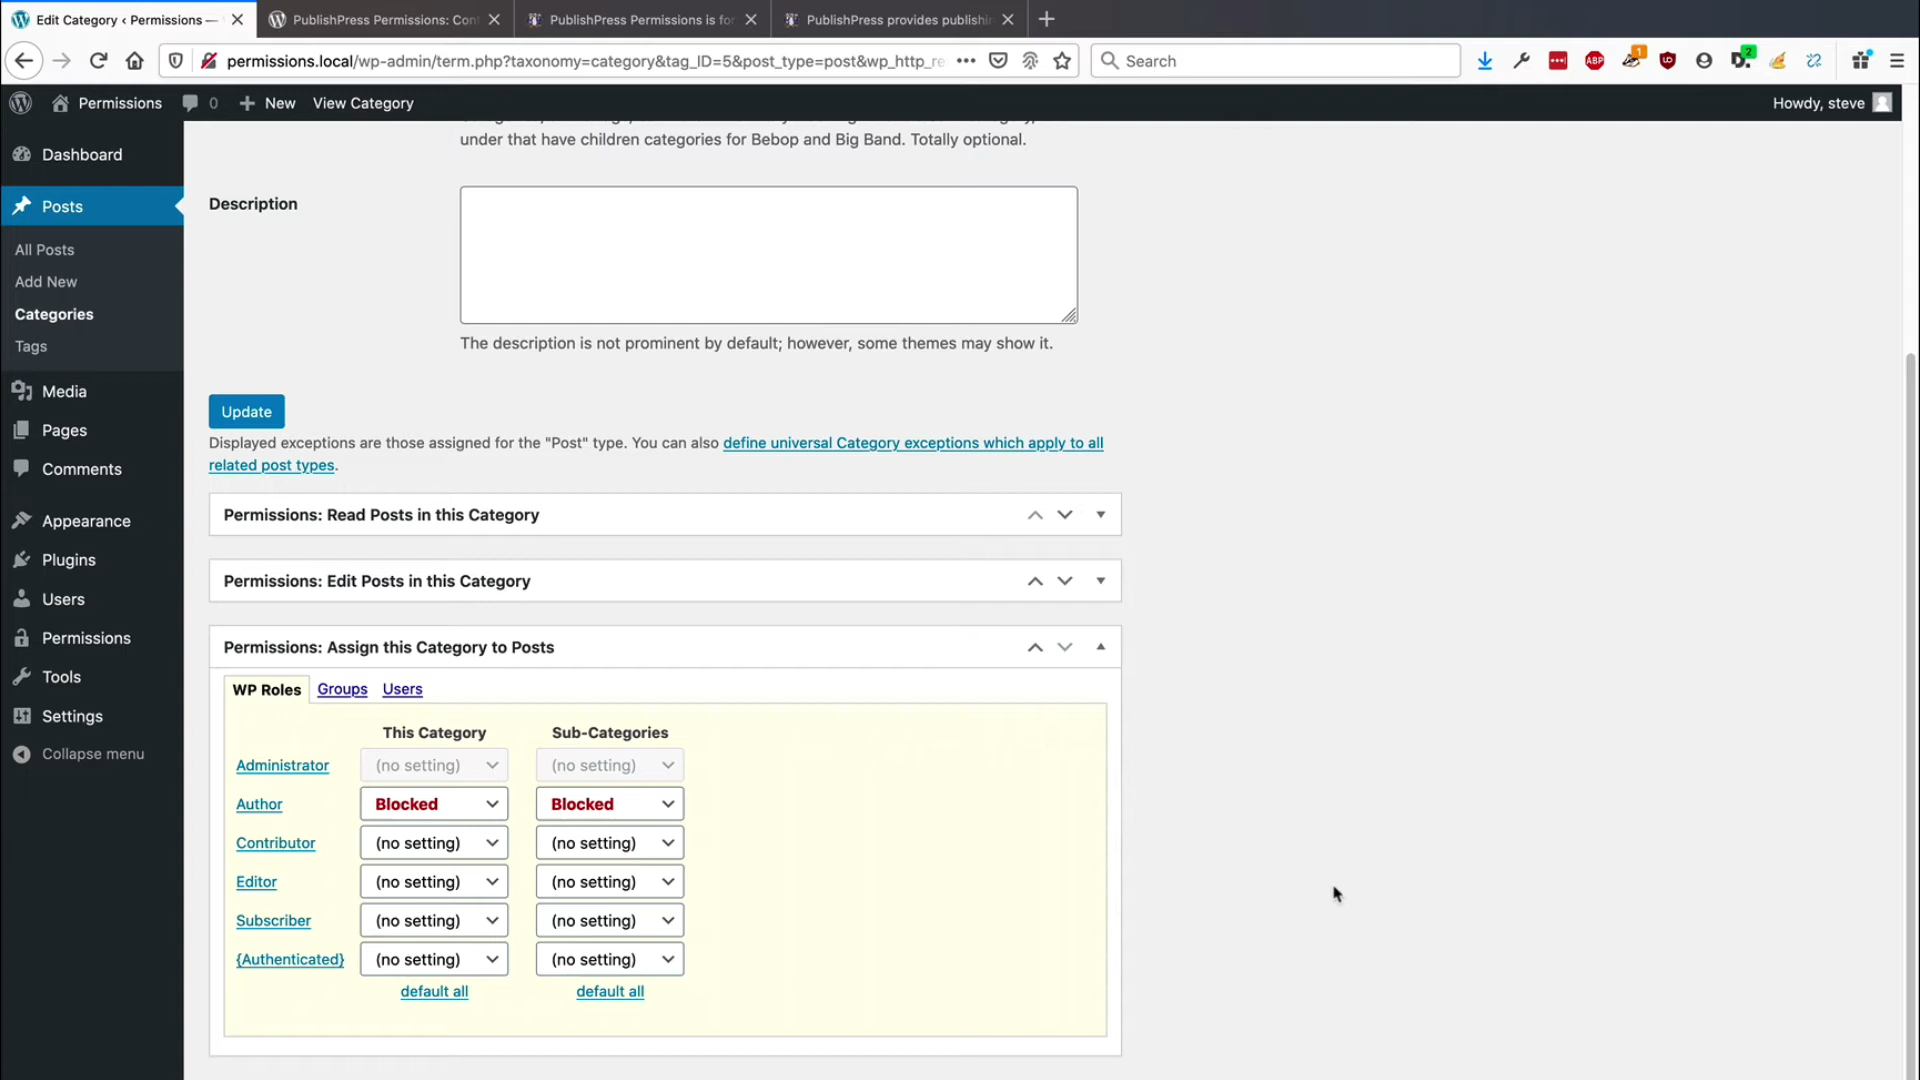 Edit Category ‹ Permissions —
PublishPress Permissions: Con
PublishPress Permissions is for
PublishPress provides publishin
permissions.local/wp-admin/term.php?taxonomy=category&tag_ID=5&post_type=post&wp_http_re
Search
ABP
1
2
Permissions
0
New
View Category
Howdy, steve
under that have children categories for Bebop and Big Band. Totally optional.
Dashboard
Posts
All Posts
Add New
Categories
Tags
Media
Pages
Comments
Appearance
Plugins
Users
Permissions
Tools
Settings
Collapse menu
Description
The description is not prominent by default; however, some themes may show it.
Update
Displayed exceptions are those assigned for the "Post" type. You can also define universal Category exceptions which apply to all
related post types.
Permissions: Read Posts in this Category
Permissions: Edit Posts in this Category
Permissions: Assign this Category to Posts
WP Roles Groups Users
This Category Sub-Categories
Administrator (no setting) (no setting)
Author Blocked Blocked
Contributor (no setting) (no setting)
Editor (no setting) (no setting)
Subscriber (no setting) (no setting)
{Authenticated} (no setting) (no setting)
default all default all